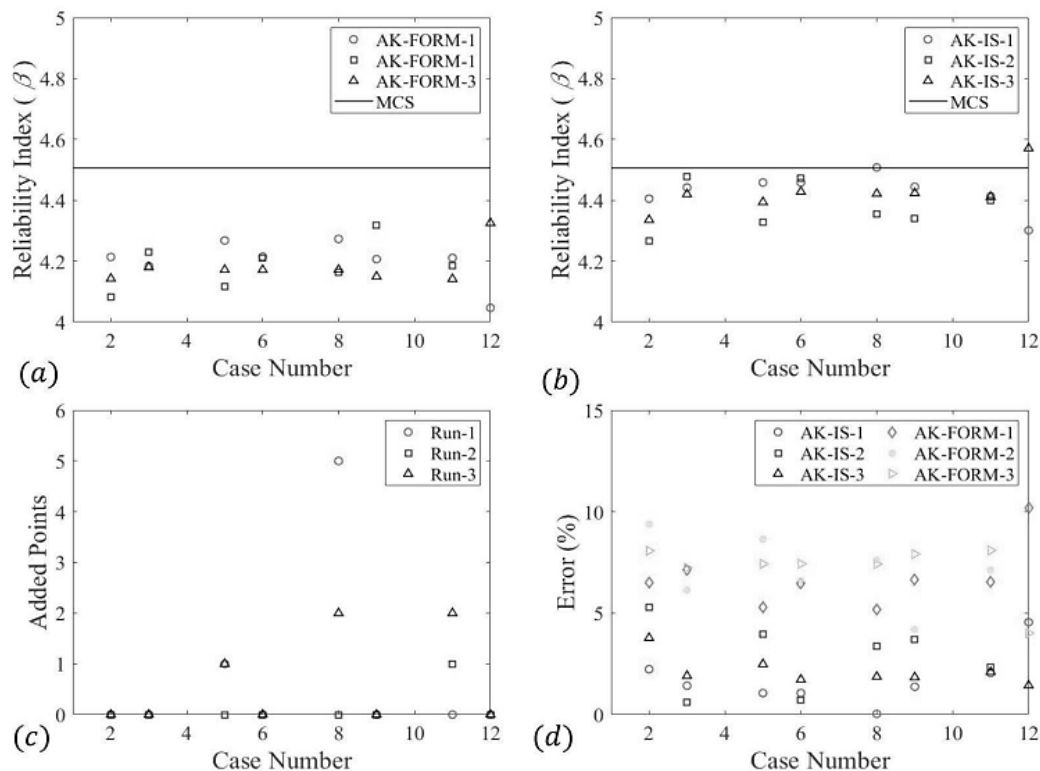 5
4.8
4.6
4.4
4.2
4
Reliability Index ( β )
AK-FORM-1
AK-FORM-1
AK-FORM-3
MCS
2
4
6
8
10
12
Case Number
(a)
5
4.8
4.6
4.4
4.2
4
Reliability Index ( β )
AK-IS-1
AK-IS-2
AK-IS-3
MCS
2
4
6
8
10
12
Case Number
(b)
6
5
4
3
2
1
0
Added Points
Run-1
Run-2
Run-3
2
4
6
8
10
12
Case Number
(c)
15
10
5
0
Error (%)
AK-IS-1
AK-IS-2
AK-IS-3
AK-FORM-1
AK-FORM-2
AK-FORM-3
2
4
6
8
10
12
Case Number
(d)